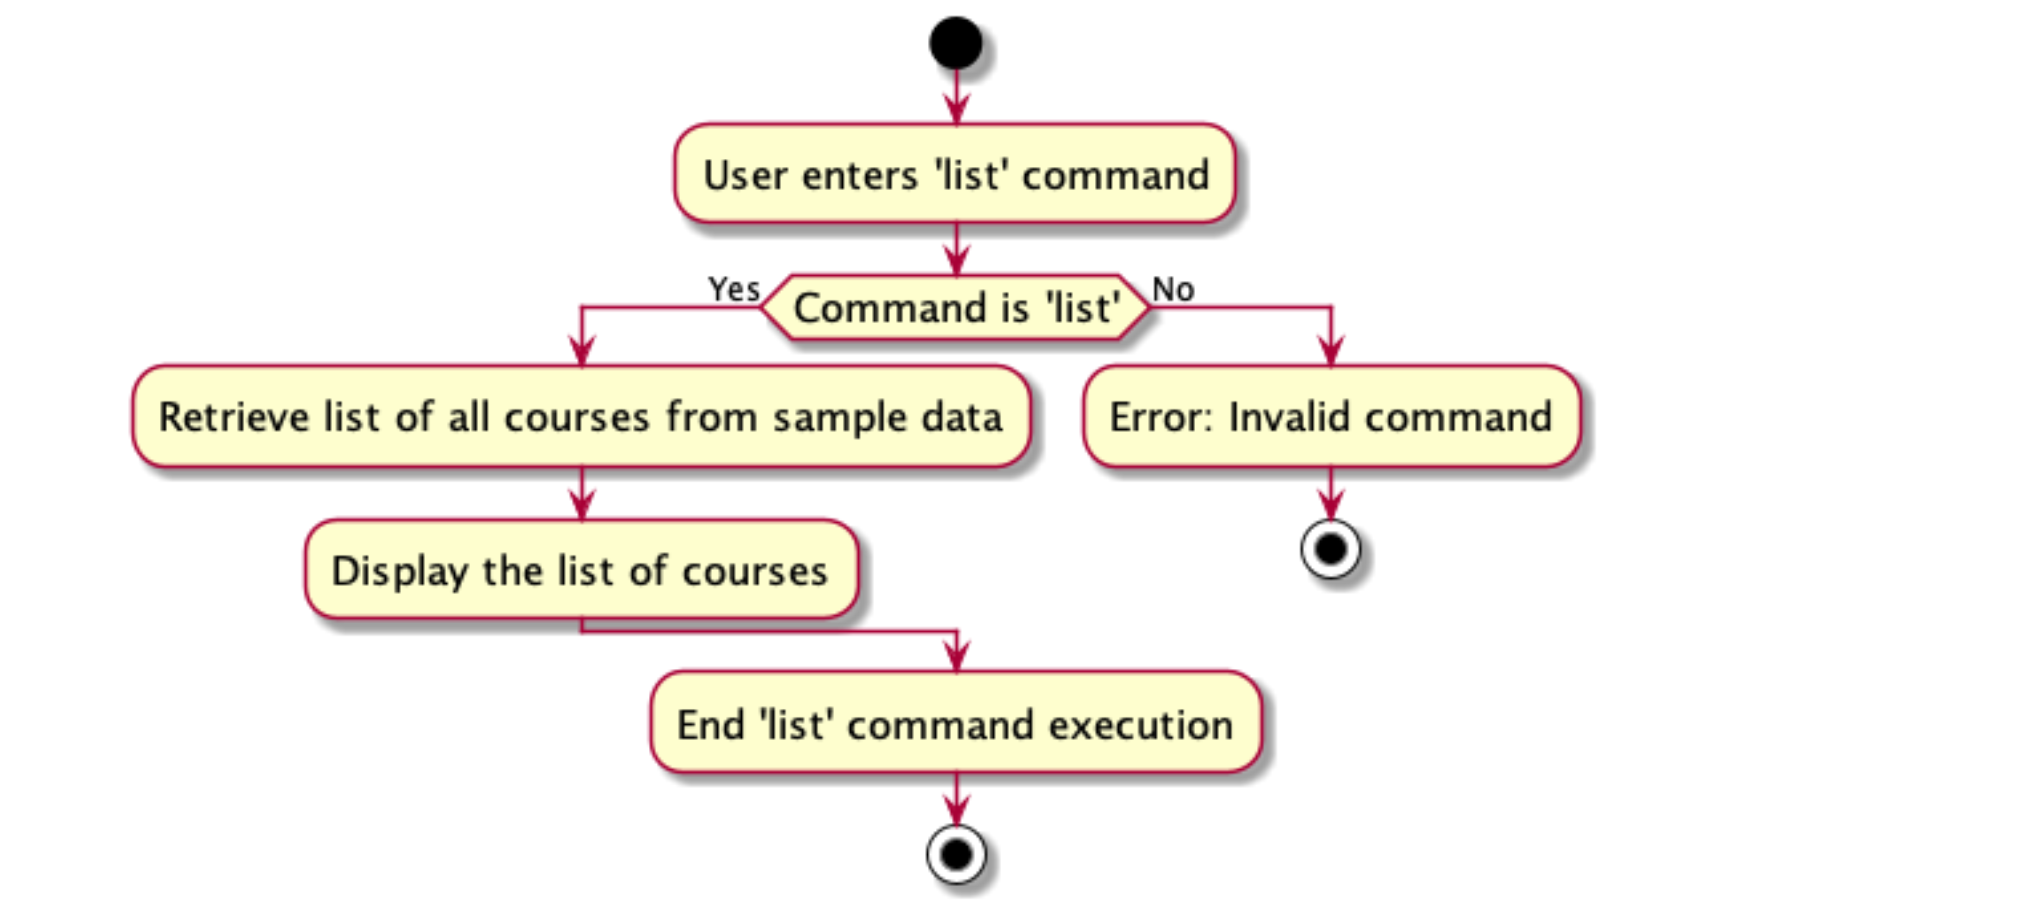 User enters 'list' command
Yes
Command is 'list'
No
Retrieve list of all courses from sample data
Error: Invalid command
Display the list of courses
End 'list' command execution